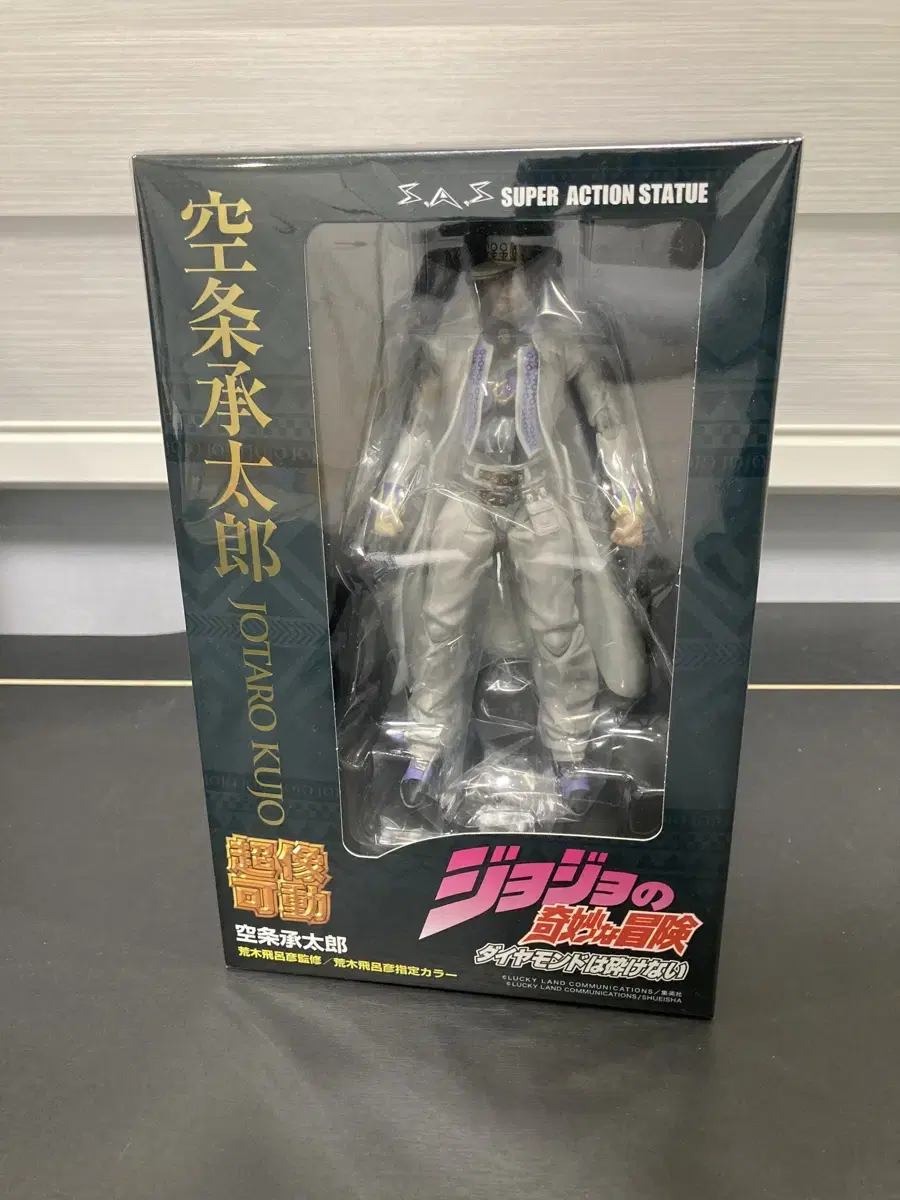 S.A.S SUPER ACTION STATUE
空条承太郎
JOTARO KUJO
超像
可動
空条承太郎
荒木飛呂彦監修/荒木飛呂彦指定カラー
ジョジョの
奇妙な冒険
ダイヤモンドは砕けない
©LUCKY LAND COMMUNICATIONS/集英社
©LUCKY LAND COMMUNICATIONS/SHUEISHA